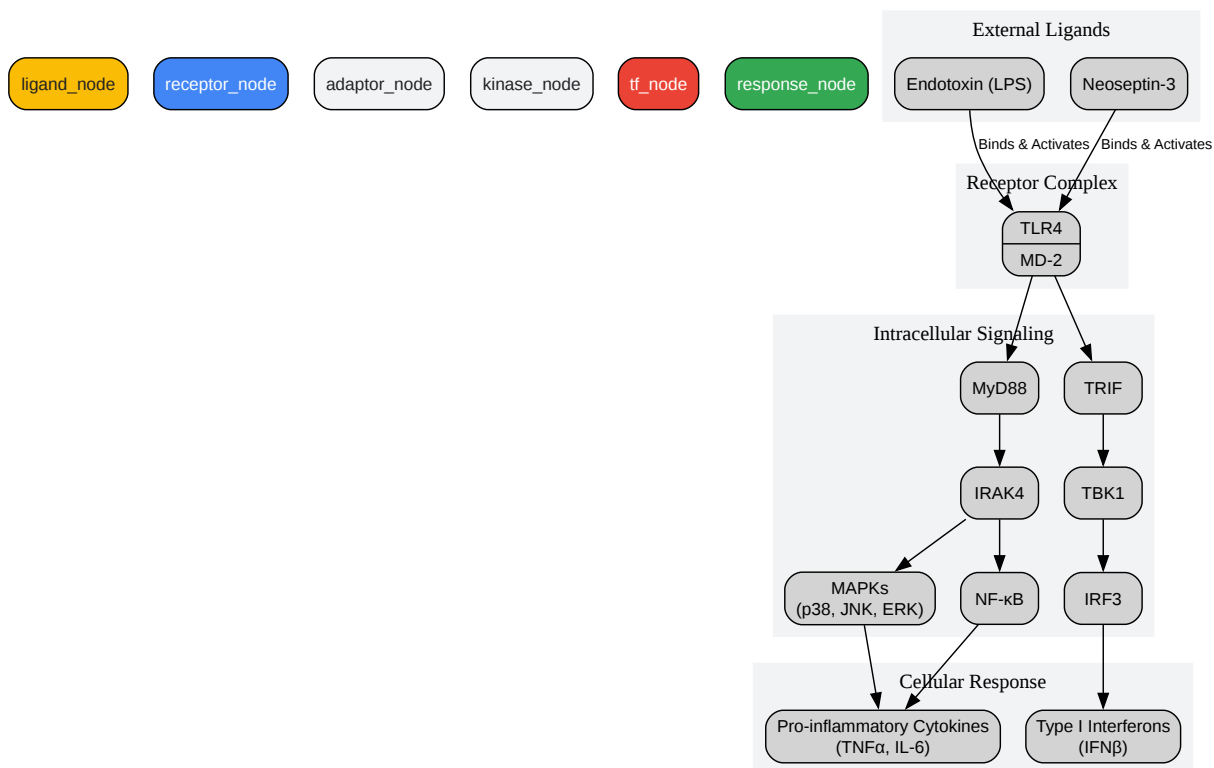 External Ligands
ligand_node
receptor_node
adaptor_node
kinase_node
tf_node
response_node
Endotoxin (LPS)
Neoseptin-3
Binds & Activates
Binds & Activates
Receptor Complex
TLR4
MD-2
Intracellular Signaling
MyD88
TRIF
IRAK4
TBK1
MAPKs
(p38, JNK, ERK)
NF-κB
IRF3
Cellular Response
Pro-inflammatory Cytokines
(TNFα, IL-6)
Type I Interferons
(IFNβ)